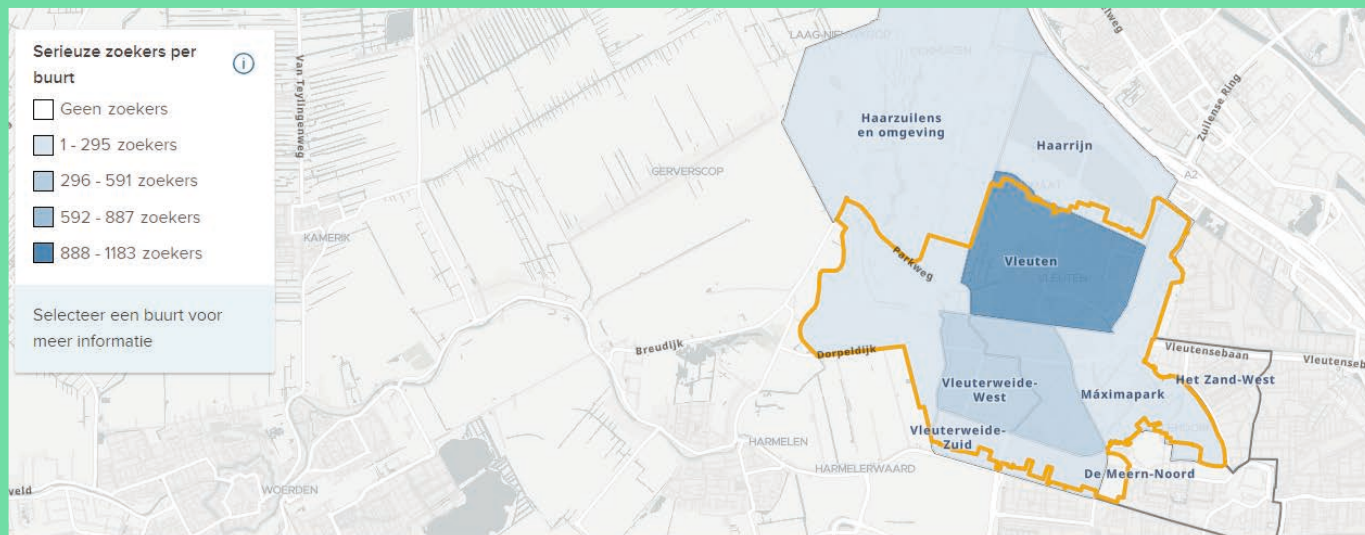 Serieuze zoekers per
buurt
Geen zoekers
1 - 295 zoekers
296 - 591 zoekers
592 - 887 zoekers
888 - 1183 zoekers
Selecteer een buurt voor
meer informatie
Van Teylingenweg
KAMERIK
GERVERSCOP
Breudijk
WOERDEN
HARMELEN
HARMELERWAARD
Dorpeldijk
Parkweg
Haarzuilens
en omgeving
Haarrijn
Zuilense Ring
A2
Vleuten
VLEUTEN
Vleutensebaan
Vleutenseb
Het Zand-West
Máximapark
Vleuterweide-
West
Vleuterweide-
Zuid
De Meern-Noord